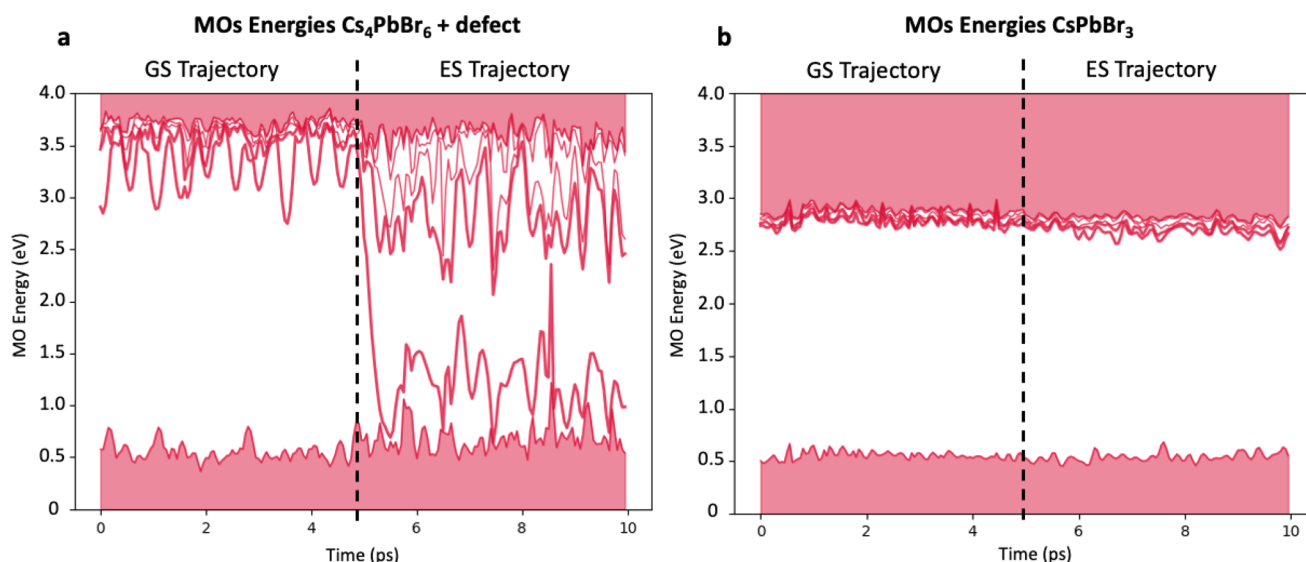 a
MOs Energies Cs₄PbBr₆ + defect
GS Trajectory
ES Trajectory
4.0
3.5
3.0
2.5
2.0
1.5
1.0
0.5
0
MO Energy (eV)
0 2 4 6 8 10
Time (ps)
b
MOs Energies CsPbBr₃
GS Trajectory
ES Trajectory
4.0
3.5
3.0
2.5
2.0
1.5
1.0
0.5
0
MO Energy (eV)
0 2 4 6 8 10
Time (ps)